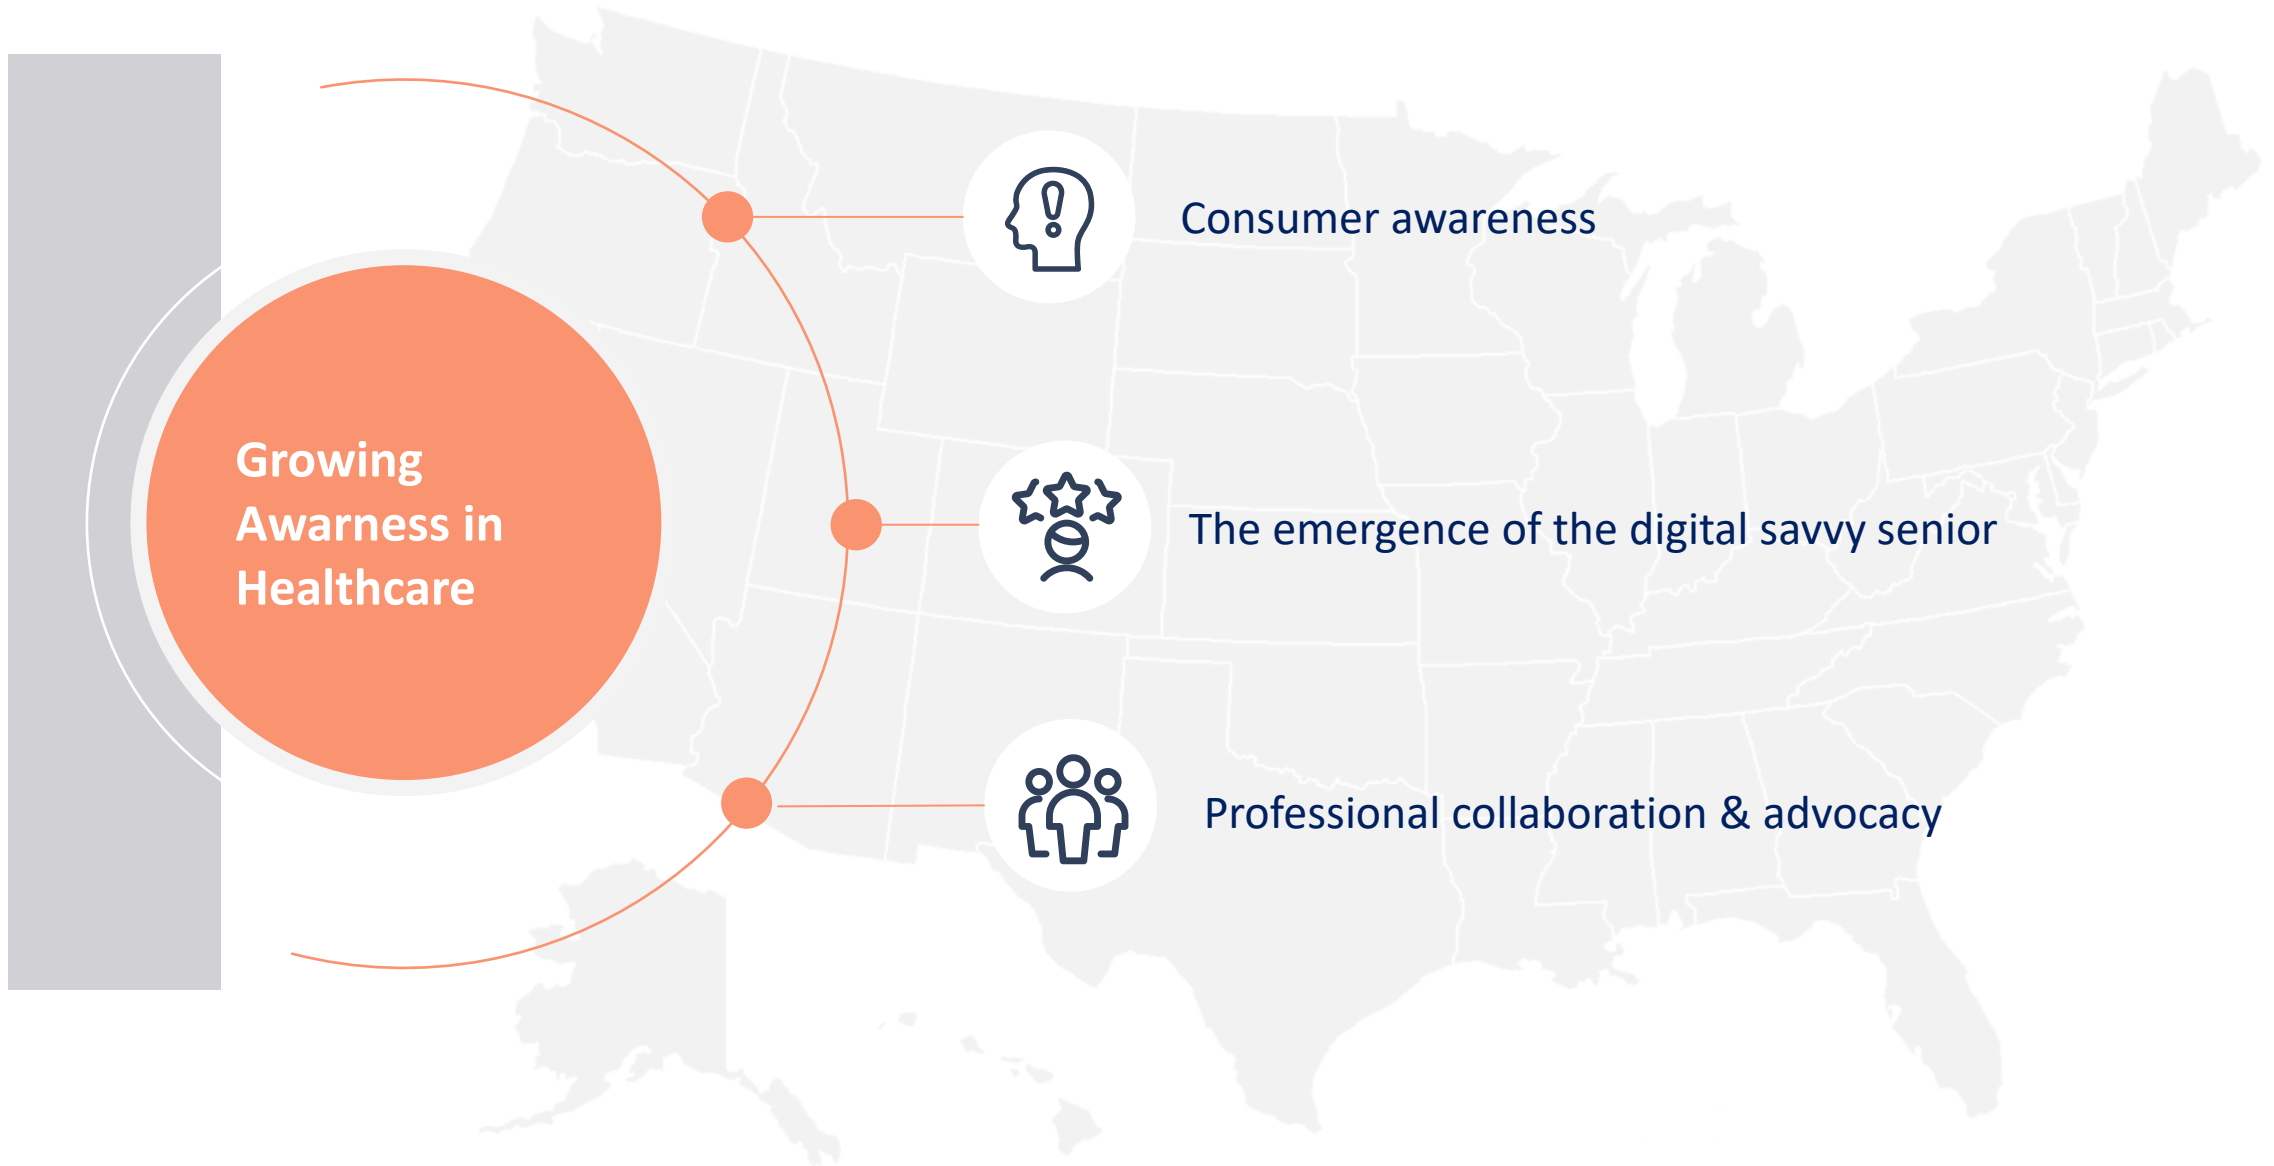 Growing
Awarness in
Healthcare
Consumer awareness
The emergence of the digital savvy senior
Professional collaboration & advocacy